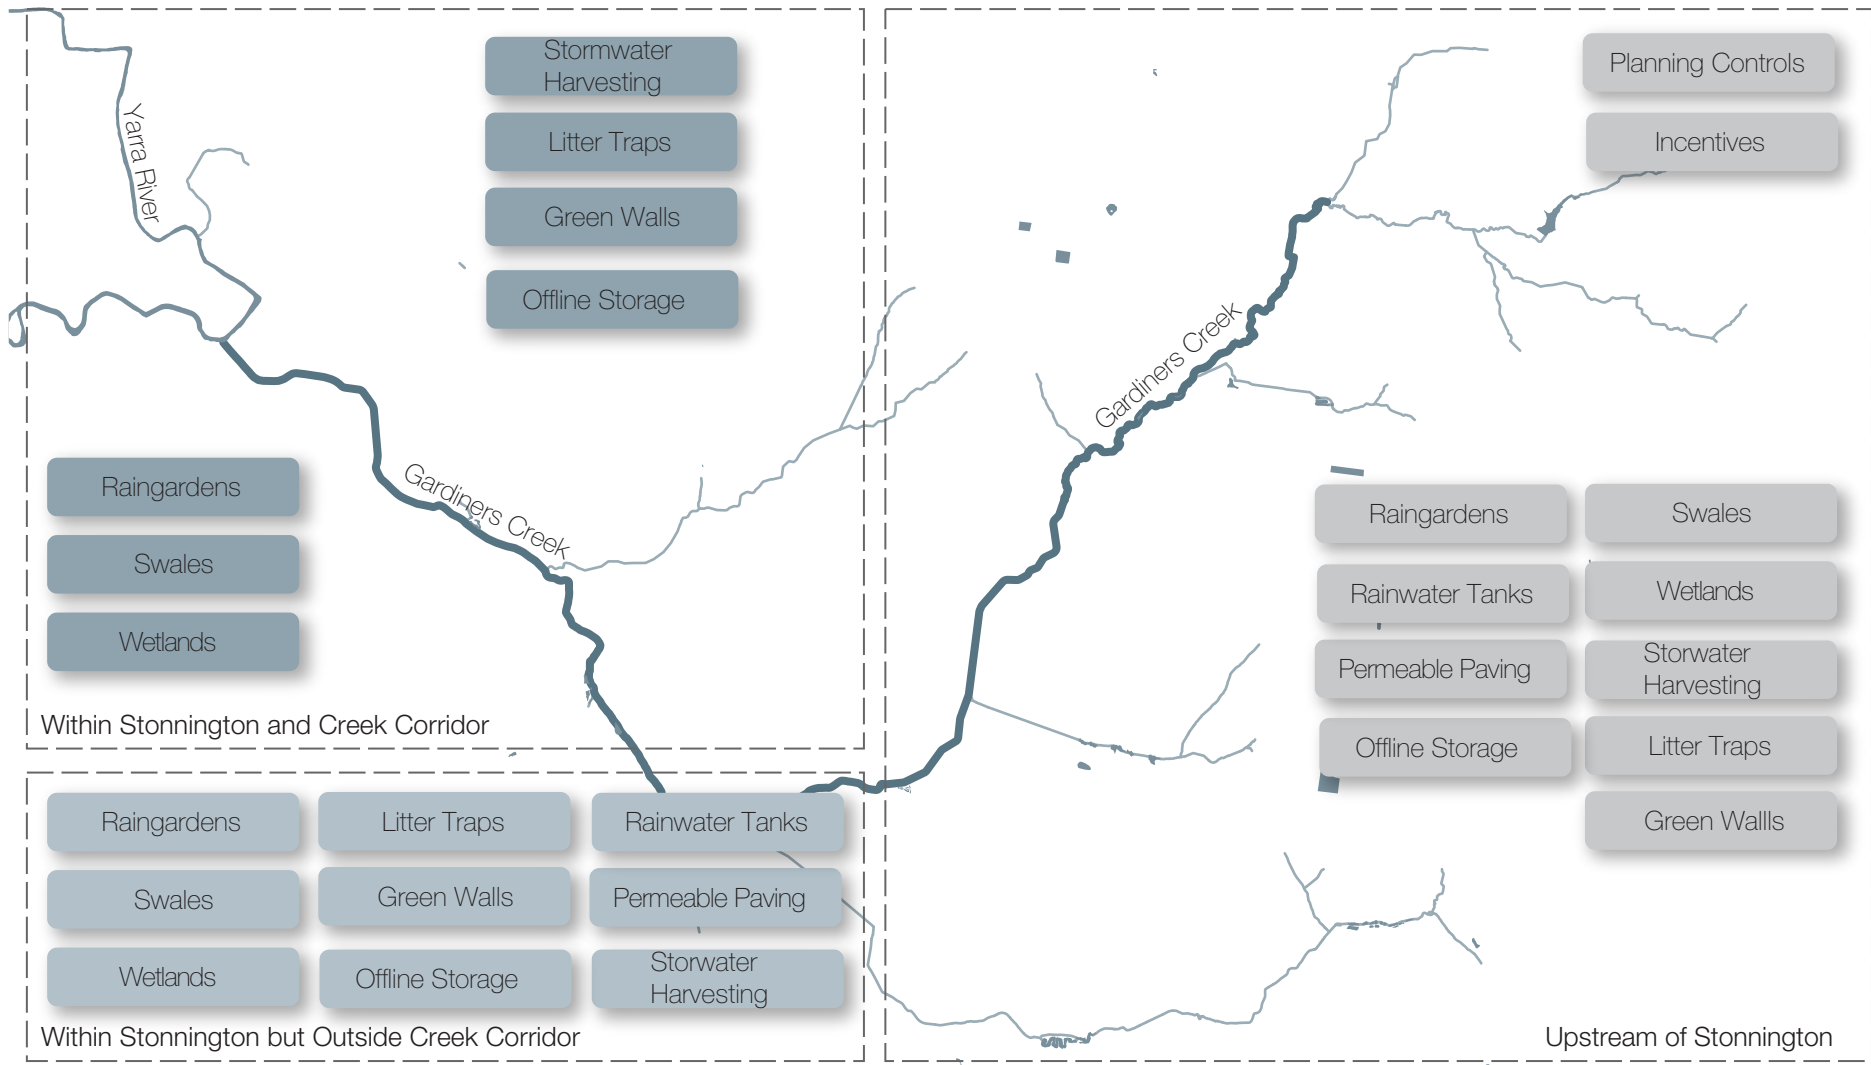 Stormwater
Harvesting
Litter Traps
Green Walls
Offline Storage
Yarra River
Gardiners Creek
Raingardens
Swales
Wetlands
Within Stonnington and Creek Corridor
Raingardens
Litter Traps
Rainwater Tanks
Swales
Green Walls
Permeable Paving
Wetlands
Offline Storage
Storwater
Harvesting
Within Stonnington but Outside Creek Corridor
Planning Controls
Incentives
Gardiners Creek
Raingardens
Swales
Rainwater Tanks
Wetlands
Permeable Paving
Storwater
Harvesting
Offline Storage
Litter Traps
Green Wallls
Upstream of Stonnington